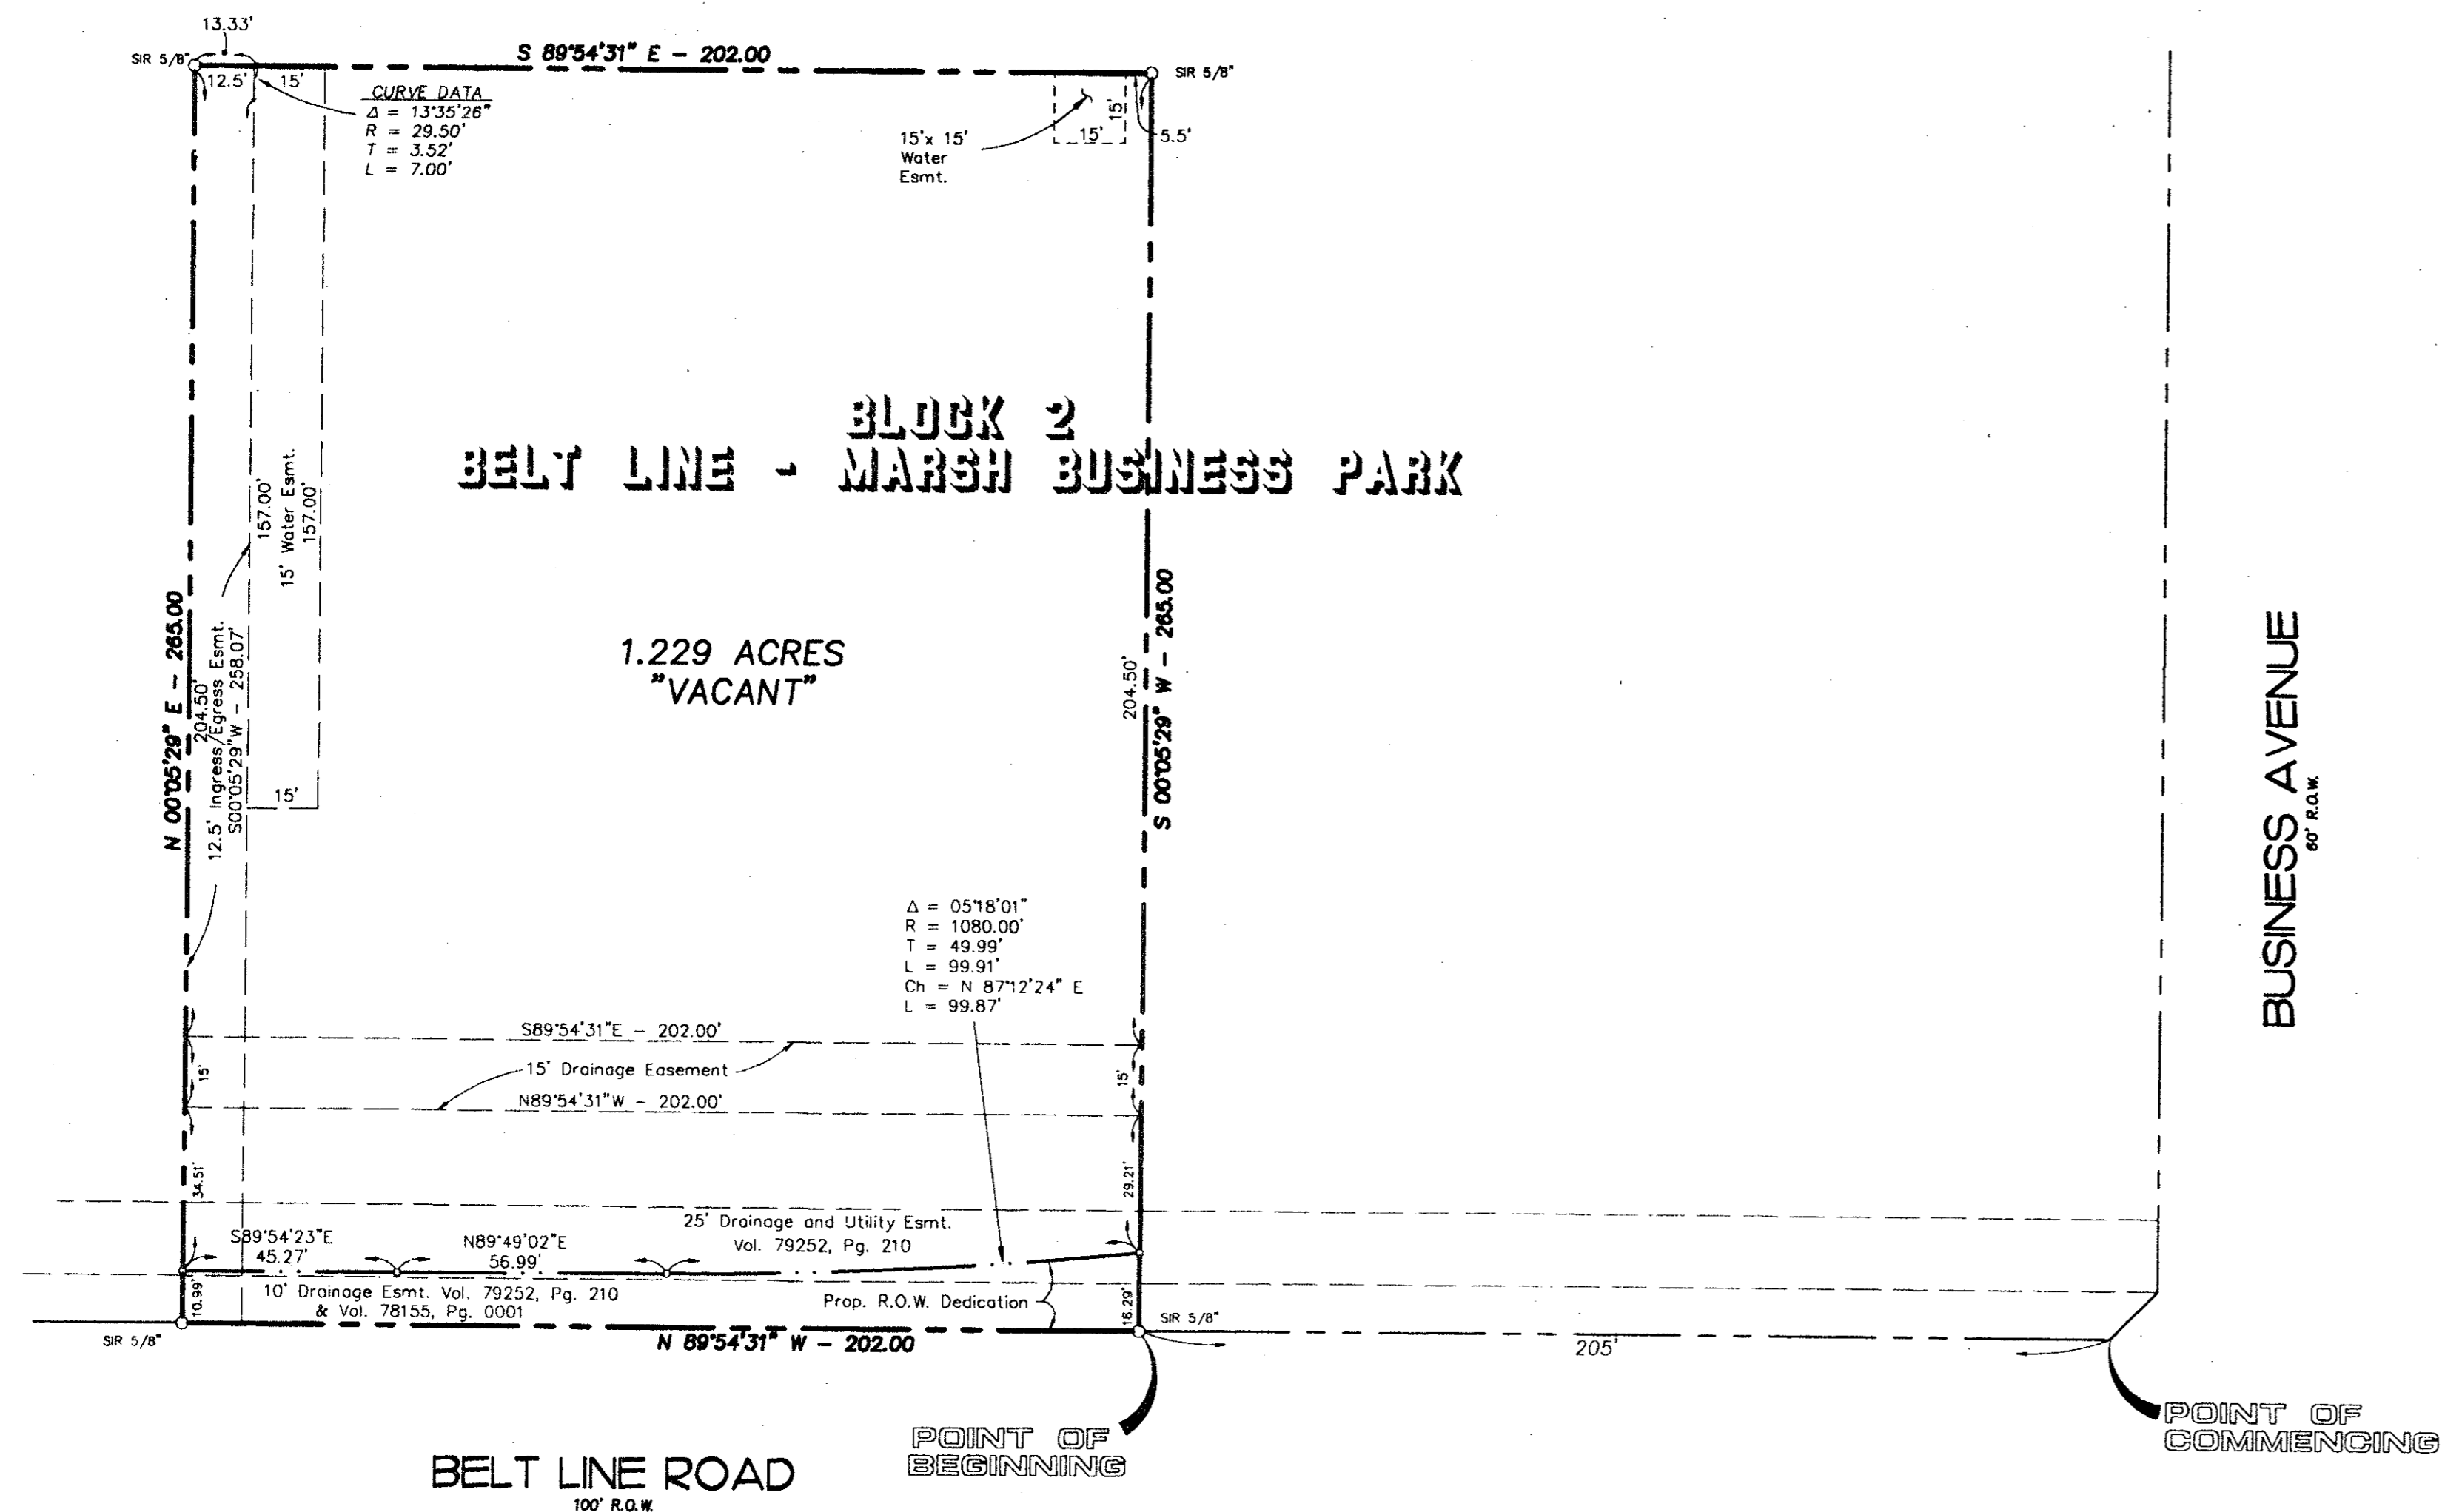 13.33'
SIR 5/8"
S 89°54'31" E - 202.00
SIR 5/8"
12.5'
15'
CURVE DATA
Δ = 13°35'26"
R = 29.50'
T = 3.52'
L = 7.00'
15'x 15'
Water
Esmt.
15'
15'
5.5'
BLOCK 2
BELT LINE - MARSH BUSINESS PARK
157.00'
15' Water Esmt.
157.00'
N 00°05'29" E - 265.00
204.50'
12.5' Ingress/Egress Esmt.
S00°05'29"W - 258.07'
15'
1.229 ACRES
"VACANT"
204.50'
S 00°05'29" W - 265.00
BUSINESS AVENUE
60' R.O.W.
Δ = 05°18'01"
R = 1080.00'
T = 49.99'
L = 99.91'
Ch = N 87°12'24" E
L = 99.87'
S89°54'31"E - 202.00'
15'
15' Drainage Easement
15'
N89°54'31"W - 202.00'
34.51'
29.21'
25' Drainage and Utility Esmt.
Vol. 79252, Pg. 210
S89°54'23"E
45.27'
N89°49'02"E
56.99'
10.99'
10' Drainage Esmt. Vol. 79252, Pg. 210
& Vol. 78155, Pg. 0001
Prop. R.O.W. Dedication
16.29'
SIR 5/8"
SIR 5/8"
N 89°54'31" W - 202.00
205'
POINT OF
BEGINNING
POINT OF
COMMENCING
BELT LINE ROAD
100' R.O.W.